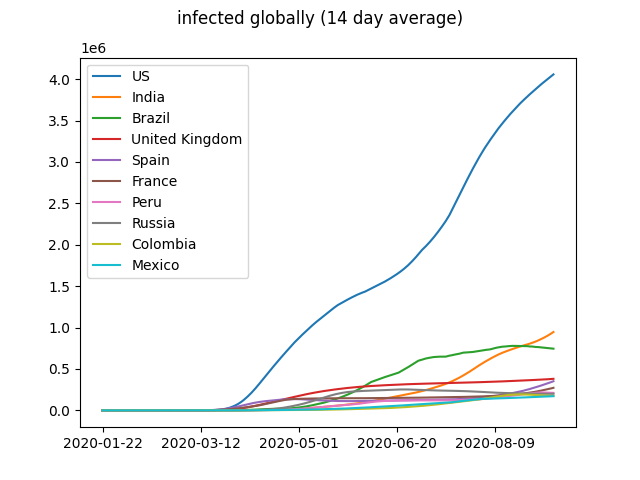 infected globally (14 day average)
1e6
4.0
3.5
3.0
2.5
2.0
1.5
1.0
0.5
0.0
US
India
Brazil
United Kingdom
Spain
France
Peru
Russia
Colombia
Mexico
2020-01-22 2020-03-12 2020-05-01 2020-06-20 2020-08-09